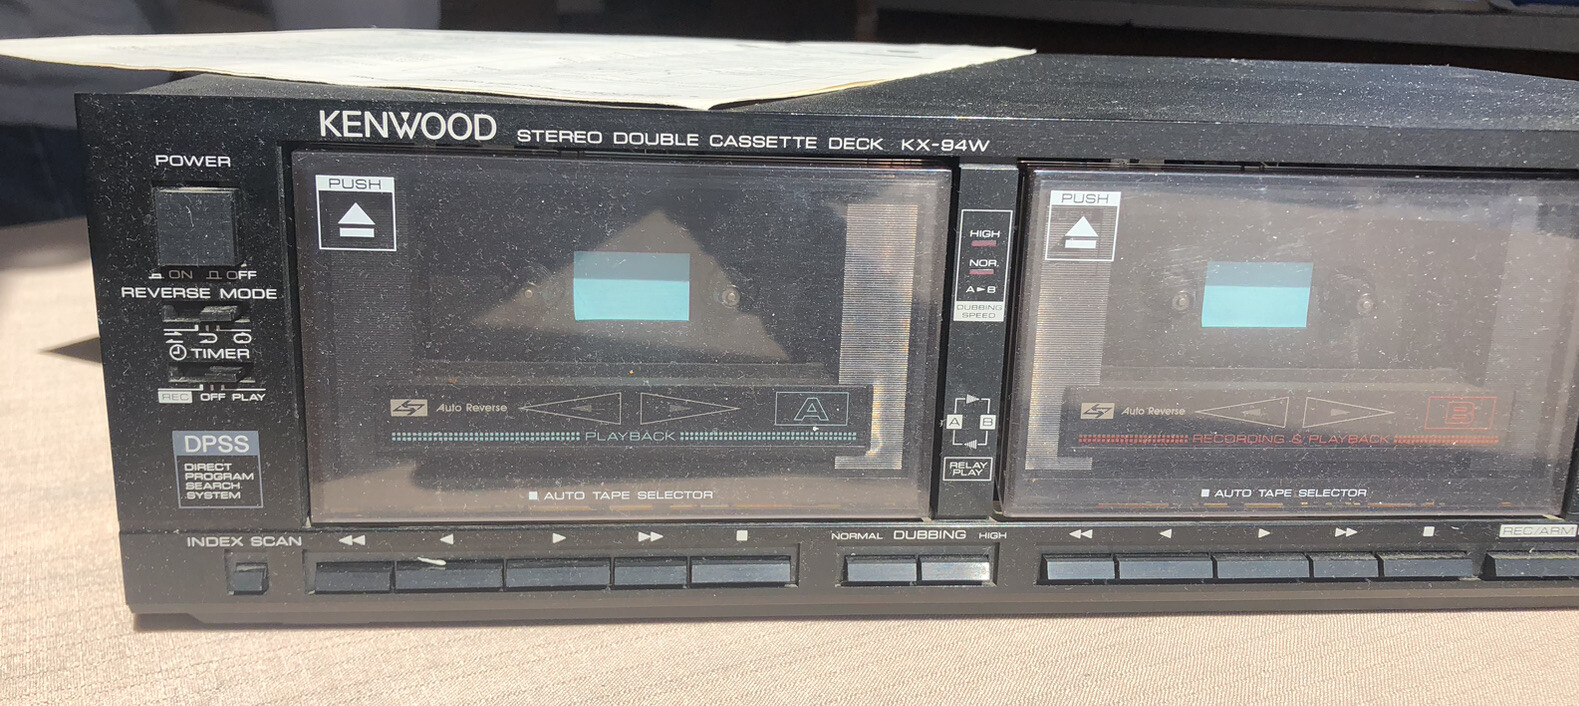 KENWOOD STEREO DOUBLE CASSETTE DECK KX-94W
POWER
ON OFF
REVERSE MODE
TIMER
REC OFF PLAY
DPSS
DIRECT
PROGRAM
SEARCH
SYSTEM
INDEX SCAN
PUSH
Auto Reverse
A
PLAYBACK
AUTO TAPE SELECTOR
HIGH
NOR.
A►B
DUBBING
SPEED
A B
RELAY
PLAY
NORMAL DUBBING HIGH
PUSH
Auto Reverse
B
RECORDING & PLAYBACK
AUTO TAPE SELECTOR
REC/ARM